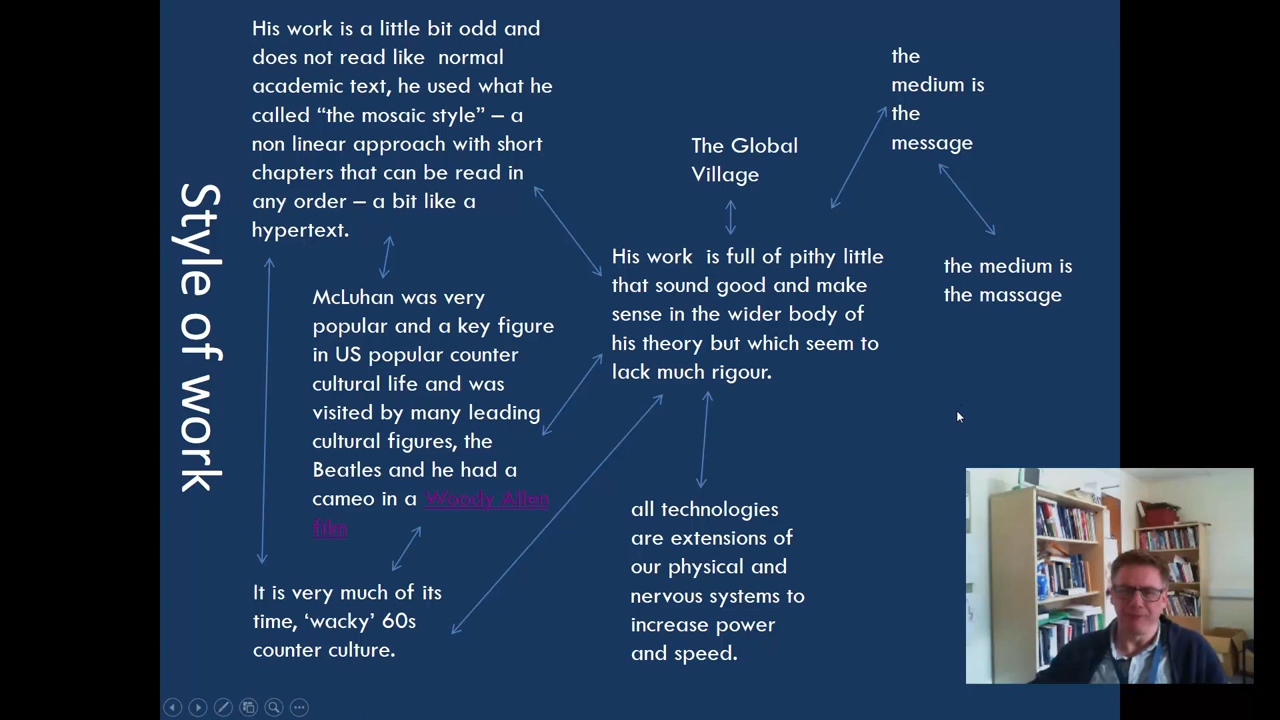 Style of work
His work is a little bit odd and
does not read like  normal
academic text, he used what he
called “the mosaic style” – a
non linear approach with short
chapters that can be read in
any order – a bit like a
hypertext.
McLuhan was very
popular and a key figure
in US popular counter
cultural life and was
visited by many leading
cultural figures, the
Beatles and he had a
cameo in a Woody Allen
film
It is very much of its
time, ‘wacky’ 60s
counter culture.
The Global
Village
His work  is full of pithy little
that sound good and make
sense in the wider body of
his theory but which seem to
lack much rigour.
all technologies
are extensions of
our physical and
nervous systems to
increase power
and speed.
the
medium is
the
message
the medium is
the massage